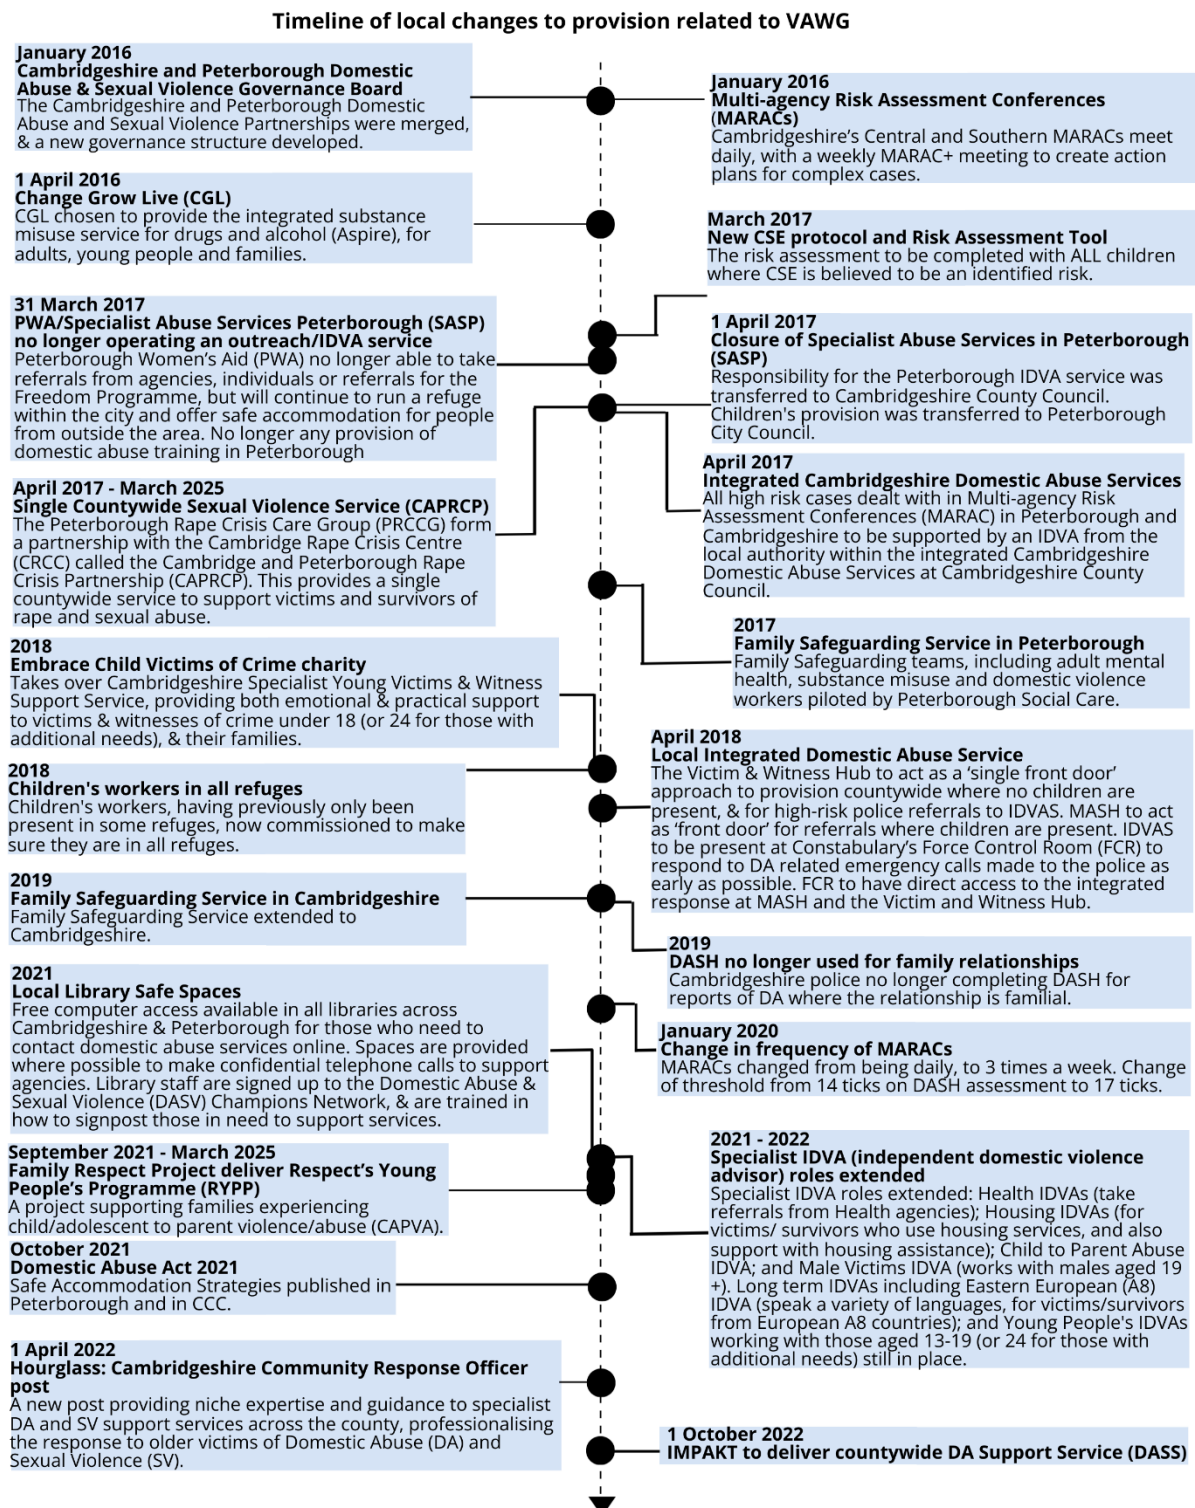 Timeline of local changes to provision related to VAWG
January 2016
Cambridgeshire and Peterborough Domestic
Abuse & Sexual Violence Governance Board
The Cambridgeshire and Peterborough Domestic
Abuse and Sexual Violence Partnerships were merged,
& a new governance structure developed.
January 2016
Multi-agency Risk Assessment Conferences
(MARACs)
Cambridgeshire's Central and Southern MARACs meet
daily, with a weekly MARAC+ meeting to create action
plans for complex cases.
1 April 2016
Change Grow Live (CGL)
CGL chosen to provide the integrated substance
misuse service for drugs and alcohol (Aspire), for
adults, young people and families.
March 2017
New CSE protocol and Risk Assessment Tool
The risk assessment to be completed with ALL children
where CSE is believed to be an identified risk.
31 March 2017
PWA/Specialist Abuse Services Peterborough (SASP)
no longer operating an outreach/IDVA service
Peterborough Women's Aid (PWA) no longer able to take
referrals from agencies, individuals or referrals for the
Freedom Programme, but will continue to run a refuge
within the city and offer safe accommodation for people
from outside the area. No longer any provision of
domestic abuse training in Peterborough
1 April 2017
Closure of Specialist Abuse Services in Peterborough
(SASP)
Responsibility for the Peterborough IDVA service was
transferred to Cambridgeshire County Council.
Children's provision was transferred to Peterborough
City Council.
April 2017
Integrated Cambridgeshire Domestic Abuse Services
All high risk cases dealt with in Multi-agency Risk
Assessment Conferences (MARAC) in Peterborough and
Cambridgeshire to be supported by an IDVA from the
local authority within the integrated Cambridgeshire
Domestic Abuse Services at Cambridgeshire County
Council.
April 2017 - March 2025
Single Countywide Sexual Violence Service (CAPRCP)
The Peterborough Rape Crisis Care Group (PRCCG) form
a partnership with the Cambridge Rape Crisis Centre
(CRCC) called the Cambridge and Peterborough Rape
Crisis Partnership (CAPRCP). This provides a single
countywide service to support victims and survivors of
rape and sexual abuse.
2017
Family Safeguarding Service in Peterborough
Family Safeguarding teams, including adult mental
health, substance misuse and domestic violence
workers piloted by Peterborough Social Care.
2018
Embrace Child Victims of Crime charity
Takes over Cambridgeshire Specialist Young Victims & Witness
Support Service, providing both emotional & practical support
to victims & witnesses of crime under 18 (or 24 for those with
additional needs), & their families.
2018
Children's workers in all refuges
Children's workers, having previously only been
present in some refuges, now commissioned to make
sure they are in all refuges.
April 2018
Local Integrated Domestic Abuse Service
The Victim & Witness Hub to act as a 'single front door'
approach to provision countywide where no children are
present, & for high-risk police referrals to IDVAS. MASH to act
as 'front door' for referrals where children are present. IDVAS
to be present at Constabulary's Force Control Room (FCR) to
respond to DA related emergency calls made to the police as
early as possible. FCR to have direct access to the integrated
response at MASH and the Victim and Witness Hub.
2019
Family Safeguarding Service in Cambridgeshire
Family Safeguarding Service extended to
Cambridgeshire.
2019
DASH no longer used for family relationships
Cambridgeshire police no longer completing DASH for
reports of DA where the relationship is familial.
2021
Local Library Safe Spaces
Free computer access available in all libraries across
Cambridgeshire & Peterborough for those who need to
contact domestic abuse services online. Spaces are provided
where possible to make confidential telephone calls to support
agencies. Library staff are signed up to the Domestic Abuse &
Sexual Violence (DASV) Champions Network, & are trained in
how to signpost those in need to support services.
January 2020
Change in frequency of MARACs
MARACs changed from being daily, to 3 times a week. Change
of threshold from 14 ticks on DASH assessment to 17 ticks.
September 2021 - March 2025
Family Respect Project deliver Respect's Young
People's Programme (RYPP)
A project supporting families experiencing
child/adolescent to parent violence/abuse (CAPVA).
2021 - 2022
Specialist IDVA (independent domestic violence
advisor) roles extended
Specialist IDVA roles extended: Health IDVAs (take
referrals from Health agencies); Housing IDVAs (for
victims/ survivors who use housing services, and also
support with housing assistance); Child to Parent Abuse
IDVA; and Male Victims IDVA (works with males aged 19
+). Long term IDVAs including Eastern European (A8)
IDVA (speak a variety of languages, for victims/survivors
from European A8 countries); and Young People's IDVAs
working with those aged 13-19 (or 24 for those with
additional needs) still in place.
October 2021
Domestic Abuse Act 2021
Safe Accommodation Strategies published in
Peterborough and in CCC.
1 April 2022
Hourglass: Cambridgeshire Community Response Officer
post
A new post providing niche expertise and guidance to specialist
DA and SV support services across the county, professionalising
the response to older victims of Domestic Abuse (DA) and
Sexual Violence (SV).
1 October 2022
IMPAKT to deliver countywide DA Support Service (DASS)